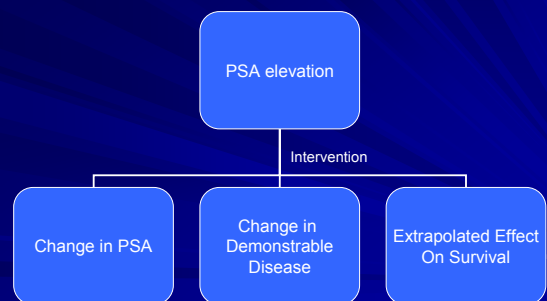 PSA elevation
Intervention
Change in PSA
Change in
Demonstrable
Disease
Extrapolated Effect
On Survival